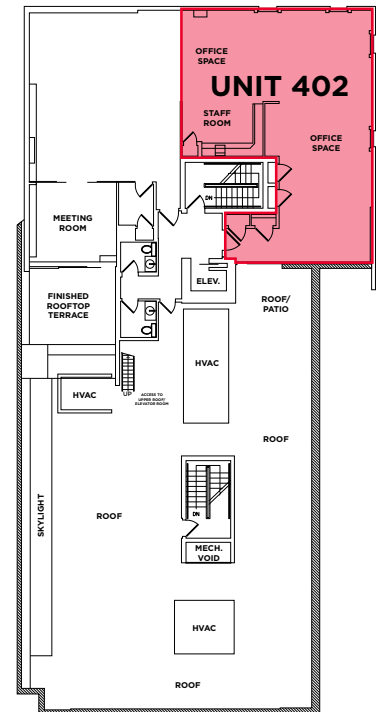 OFFICE
SPACE
UNIT 402
STAFF
ROOM
OFFICE
SPACE
DN
MEETING
ROOM
ELEV.
FINISHED
ROOFTOP
TERRACE
ROOF/
PATIO
HVAC
HVAC
UP
ACCESS TO
UPPER ROOF/
ELEVATOR ROOM
ROOF
SKYLIGHT
ROOF
DN
MECH.
VOID
HVAC
ROOF